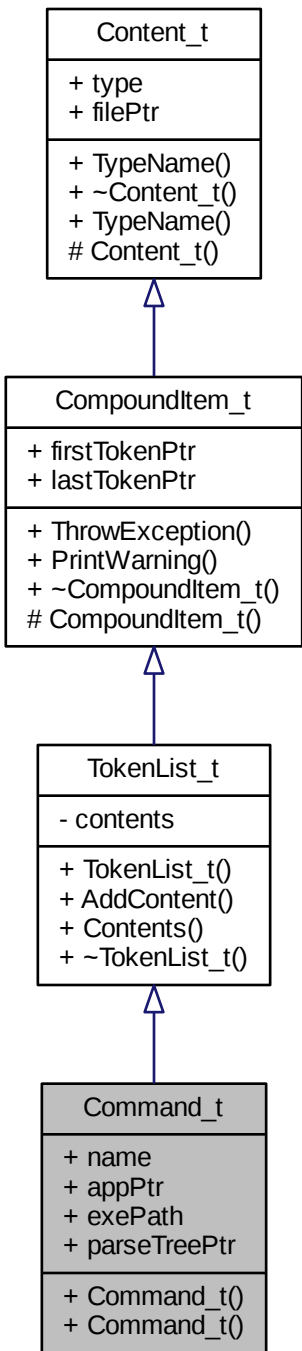 Content_t
+ type
+ filePtr
+ TypeName()
+ ~Content_t()
+ TypeName()
# Content_t()
CompoundItem_t
+ firstTokenPtr
+ lastTokenPtr
+ ThrowException()
+ PrintWarning()
+ ~CompoundItem_t()
# CompoundItem_t()
TokenList_t
- contents
+ TokenList_t()
+ AddContent()
+ Contents()
+ ~TokenList_t()
Command_t
+ name
+ appPtr
+ exePath
+ parseTreePtr
+ Command_t()
+ Command_t()